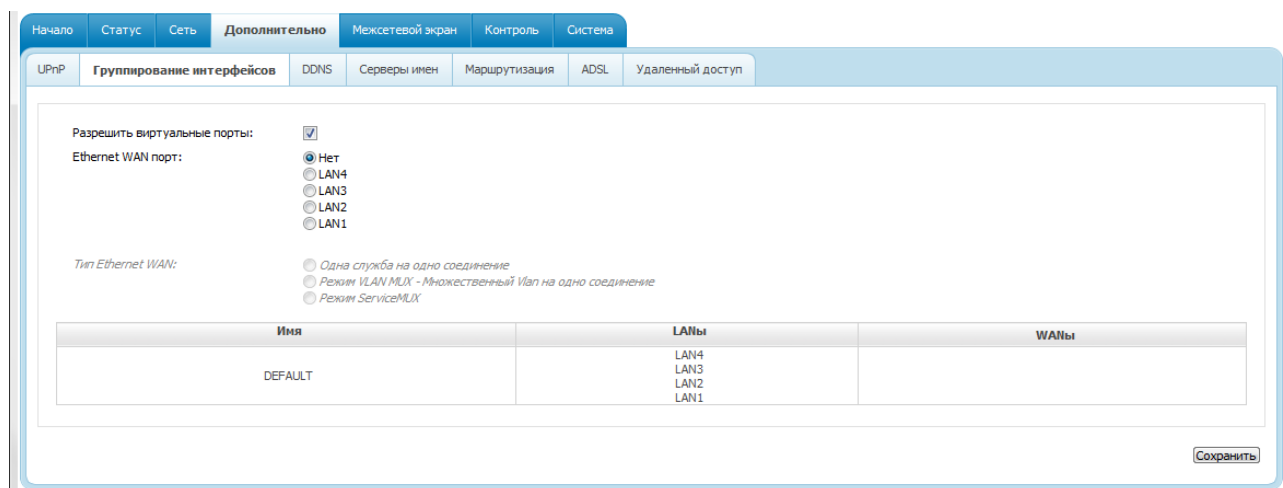 Начало Статус Сеть Дополнительно Межсетевой экран Контроль Система
UPnP Группирование интерфейсов DDNS Серверы имен Маршрутизация ADSL Удаленный доступ
Разрешить виртуальные порты:
Ethernet WAN порт:
Нет
LAN4
LAN3
LAN2
LAN1
Тип Ethernet WAN:
Одна служба на одно соединение
Режим VLAN MUX - Множественный Vlan на одно соединение
Режим ServiceMUX
Имя LANы WANы
DEFAULT
LAN4
LAN3
LAN2
LAN1
Сохранить